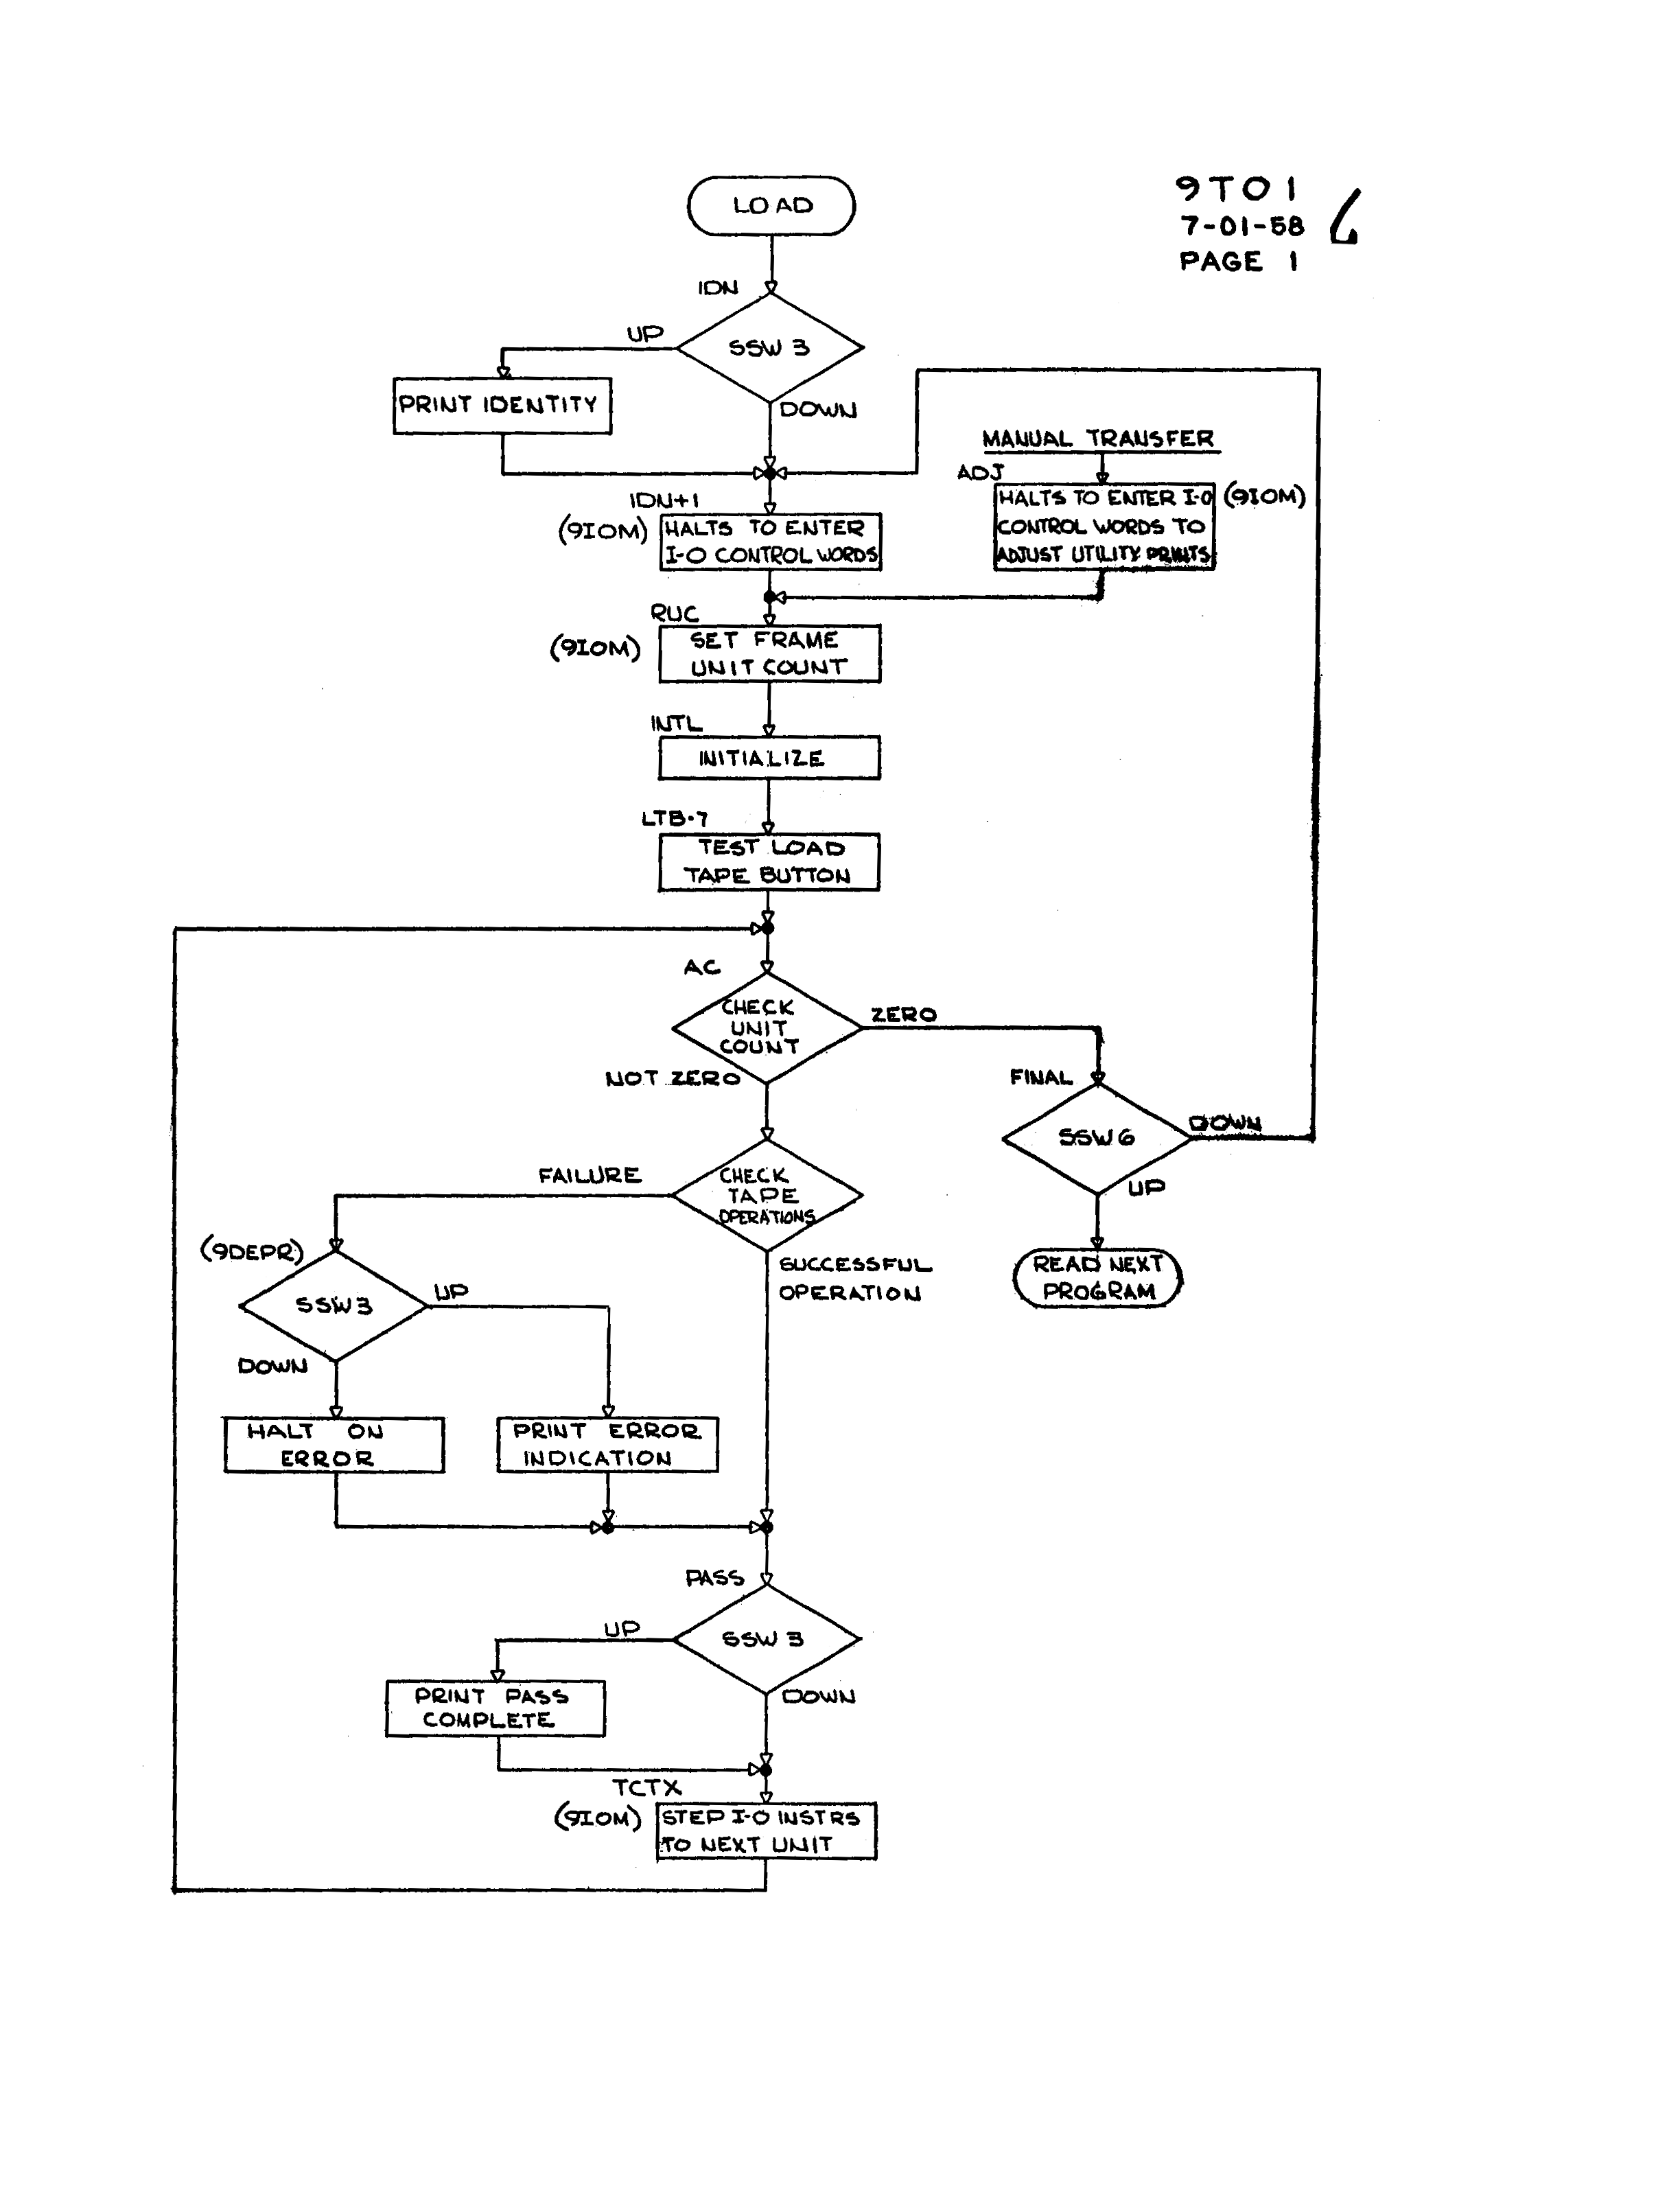 LOAD
9TO1
7-01-58
PAGE 1
6
IDN
SSW 3
UP
PRINT IDENTITY
DOWN
MANUAL TRANSFER
ADJ
HALTS TO ENTER I-O
CONTROL WORDS TO
ADJUST UTILITY PRINTS
(9IOM)
IDN+1
(9IOM)
HALTS TO ENTER
I-O CONTROL WORDS
RUC
(9IOM)
SET FRAME
UNIT COUNT
INTL
INITIALIZE
LTB-7
TEST LOAD
TAPE BUTTON
AC
CHECK
UNIT
COUNT
ZERO
NOT ZERO
FINAL
SSW 6
DOWN
UP
READ NEXT
PROGRAM
CHECK
TAPE
OPERATIONS
FAILURE
SUCCESSFUL
OPERATION
(9DEPR)
SSW 3
UP
DOWN
HALT ON
ERROR
PRINT ERROR
INDICATION
PASS
SSW 3
UP
DOWN
PRINT PASS
COMPLETE
TCTX
(9IOM)
STEP I-O INSTRS
TO NEXT UNIT